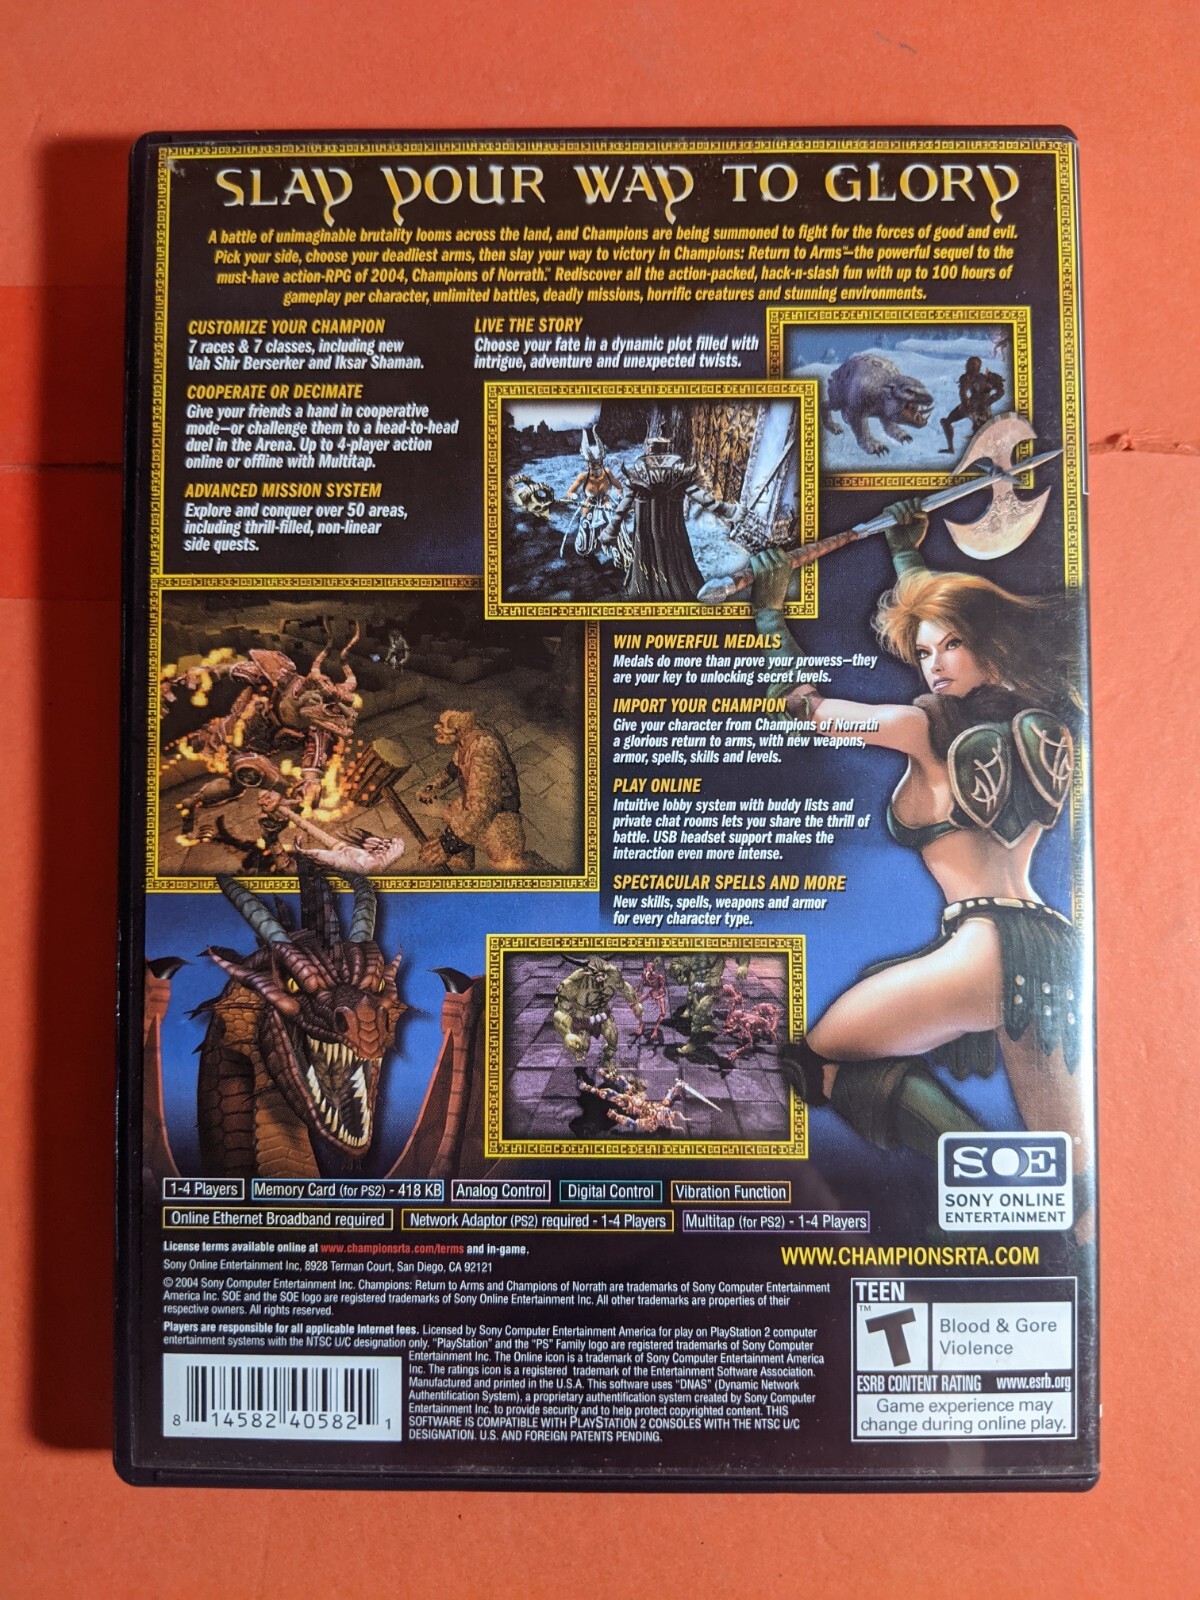 SLAY YOUR WAY TO GLORY
A battle of unimaginable brutality looms across the land, and Champions are being summoned to fight for the forces of good and evil.
Pick your side, choose your deadliest arms, then slay your way to victory in Champions: Return to Arms™—the powerful sequel to the
must-have action-RPG of 2004, Champions of Norrath.™ Rediscover all the action-packed, hack-n-slash fun with up to 100 hours of
gameplay per character, unlimited battles, deadly missions, horrific creatures and stunning environments.
CUSTOMIZE YOUR CHAMPION
7 races & 7 classes, including new
Vah Shir Berserker and Iksar Shaman.
COOPERATE OR DECIMATE
Give your friends a hand in cooperative
mode—or challenge them to a head-to-head
duel in the Arena. Up to 4-player action
online or offline with Multitap.
ADVANCED MISSION SYSTEM
Explore and conquer over 50 areas,
including thrill-filled, non-linear
side quests.
LIVE THE STORY
Choose your fate in a dynamic plot filled with
intrigue, adventure and unexpected twists.
WIN POWERFUL MEDALS
Medals do more than prove your prowess—they
are your key to unlocking secret levels.
IMPORT YOUR CHAMPION
Give your character from Champions of Norrath
a glorious return to arms, with new weapons,
armor, spells, skills and levels.
PLAY ONLINE
Intuitive lobby system with buddy lists and
private chat rooms lets you share the thrill of
battle. USB headset support makes the
interaction even more intense.
SPECTACULAR SPELLS AND MORE
New skills, spells, weapons and armor
for every character type.
SOE
SONY ONLINE
ENTERTAINMENT
®
1-4 Players
Memory Card (for PS2) - 418 KB
Analog Control
Digital Control
Vibration Function
Online Ethernet Broadband required
Network Adaptor (PS2) required - 1-4 Players
Multitap (for PS2) - 1-4 Players
License terms available online at www.championsrta.com/terms and in-game.
Sony Online Entertainment Inc, 8928 Terman Court, San Diego, CA 92121
WWW.CHAMPIONSRTA.COM
© 2004 Sony Computer Entertainment Inc. Champions: Return to Arms and Champions of Norrath are trademarks of Sony Computer Entertainment
America Inc. SOE and the SOE logo are registered trademarks of Sony Online Entertainment Inc. All other trademarks are properties of their
respective owners. All rights reserved.
Players are responsible for all applicable Internet fees. Licensed by Sony Computer Entertainment America for play on PlayStation 2 computer
entertainment systems with the NTSC U/C designation only. "PlayStation" and the "PS" Family logo are registered trademarks of Sony Computer
Entertainment Inc. The Online icon is a trademark of Sony Computer Entertainment America
Inc. The ratings icon is a registered trademark of the Entertainment Software Association.
Manufactured and printed in the U.S.A. This software uses "DNAS" (Dynamic Network
Authentification System), a proprietary authentification system created by Sony Computer
Entertainment Inc. to provide security and to help protect copyrighted content. THIS
SOFTWARE IS COMPATIBLE WITH PLAYSTATION 2 CONSOLES WITH THE NTSC U/C
DESIGNATION. U.S. AND FOREIGN PATENTS PENDING.
8 14582 40582 1
TEEN
T
™
Blood & Gore
Violence
ESRB CONTENT RATING www.esrb.org
Game experience may
change during online play.